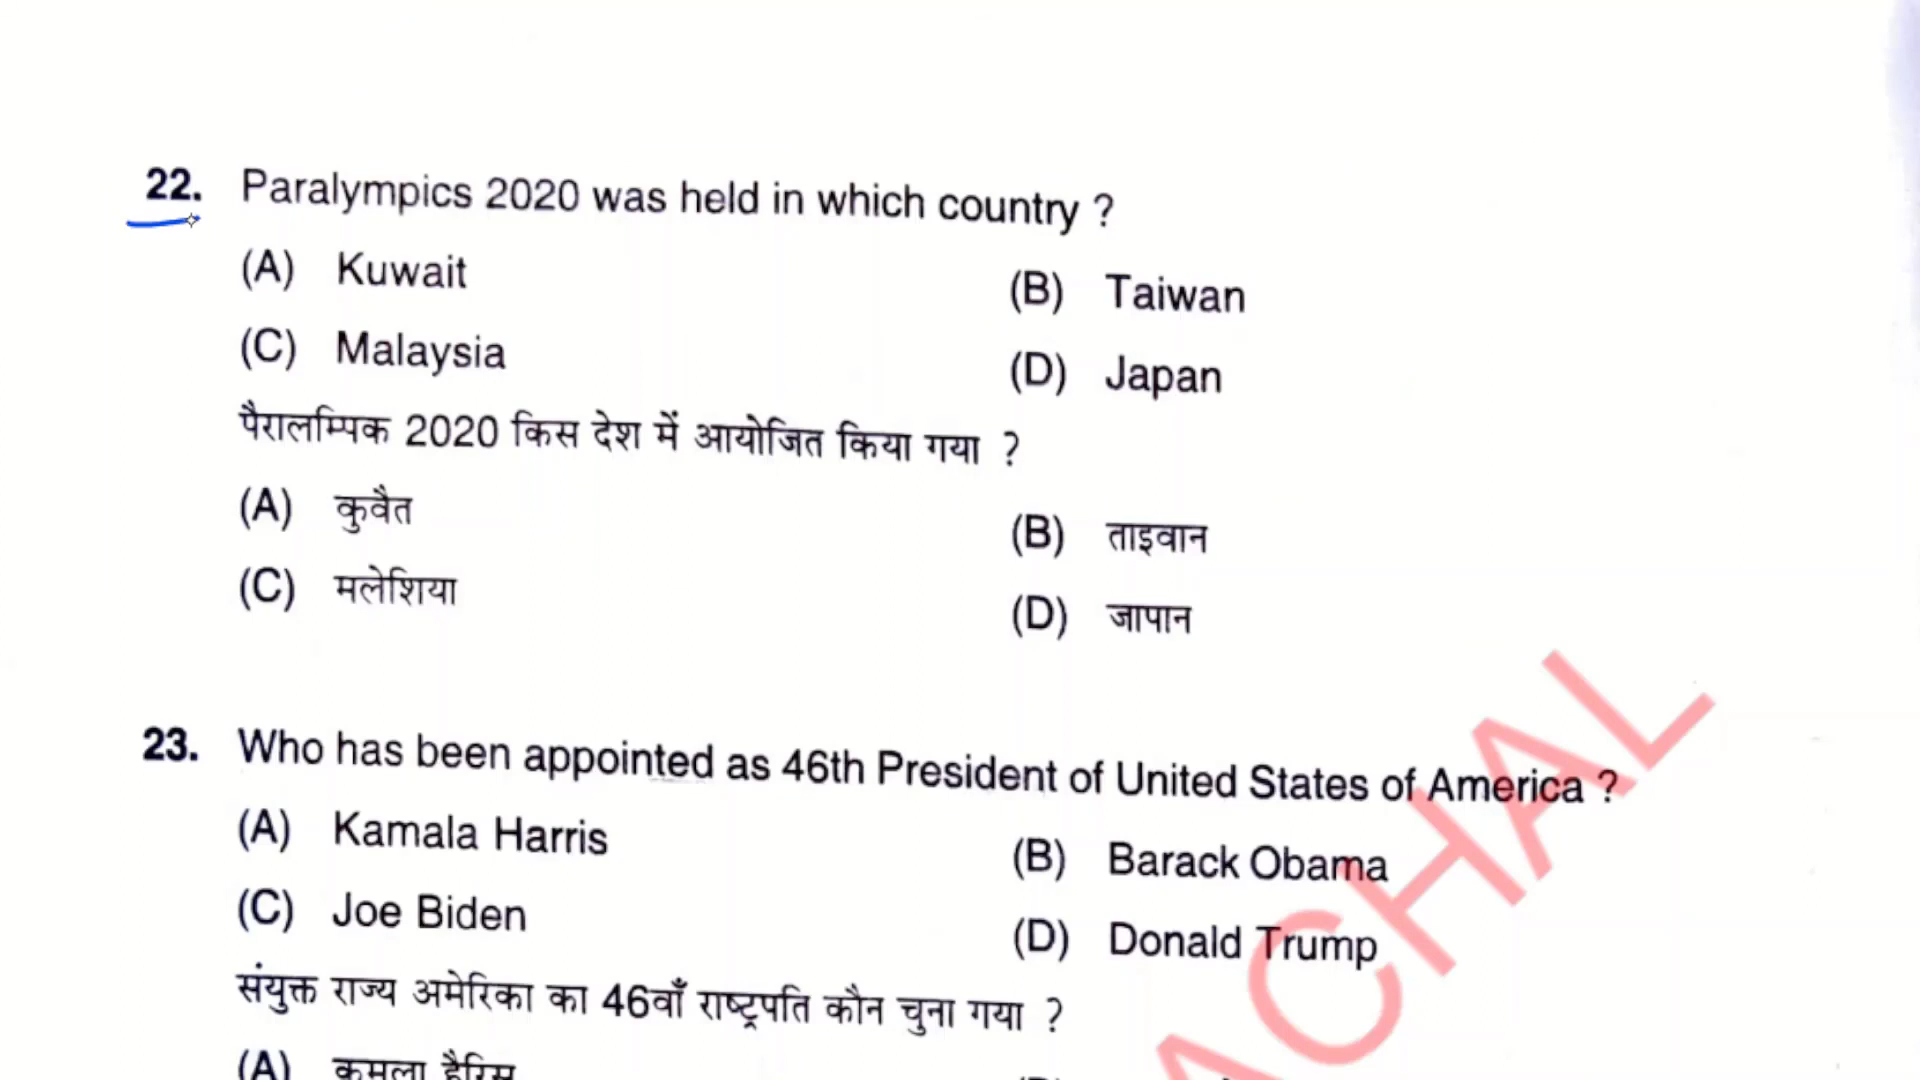 22. Paralympics 2020 was held in which country ?
(A) Kuwait (B) Taiwan
(C) Malaysia (D) Japan
पैरालम्पिक 2020 किस देश में आयोजित किया गया ?
(A) कुवैत (B) ताइवान
(C) मलेशिया (D) जापान
23. Who has been appointed as 46th President of United States of America ?
(A) Kamala Harris (B) Barack Obama
(C) Joe Biden (D) Donald Trump
संयुक्त राज्य अमेरिका का 46वाँ राष्ट्रपति कौन चुना गया ?
(A) कमला हैरिस
ACHAL